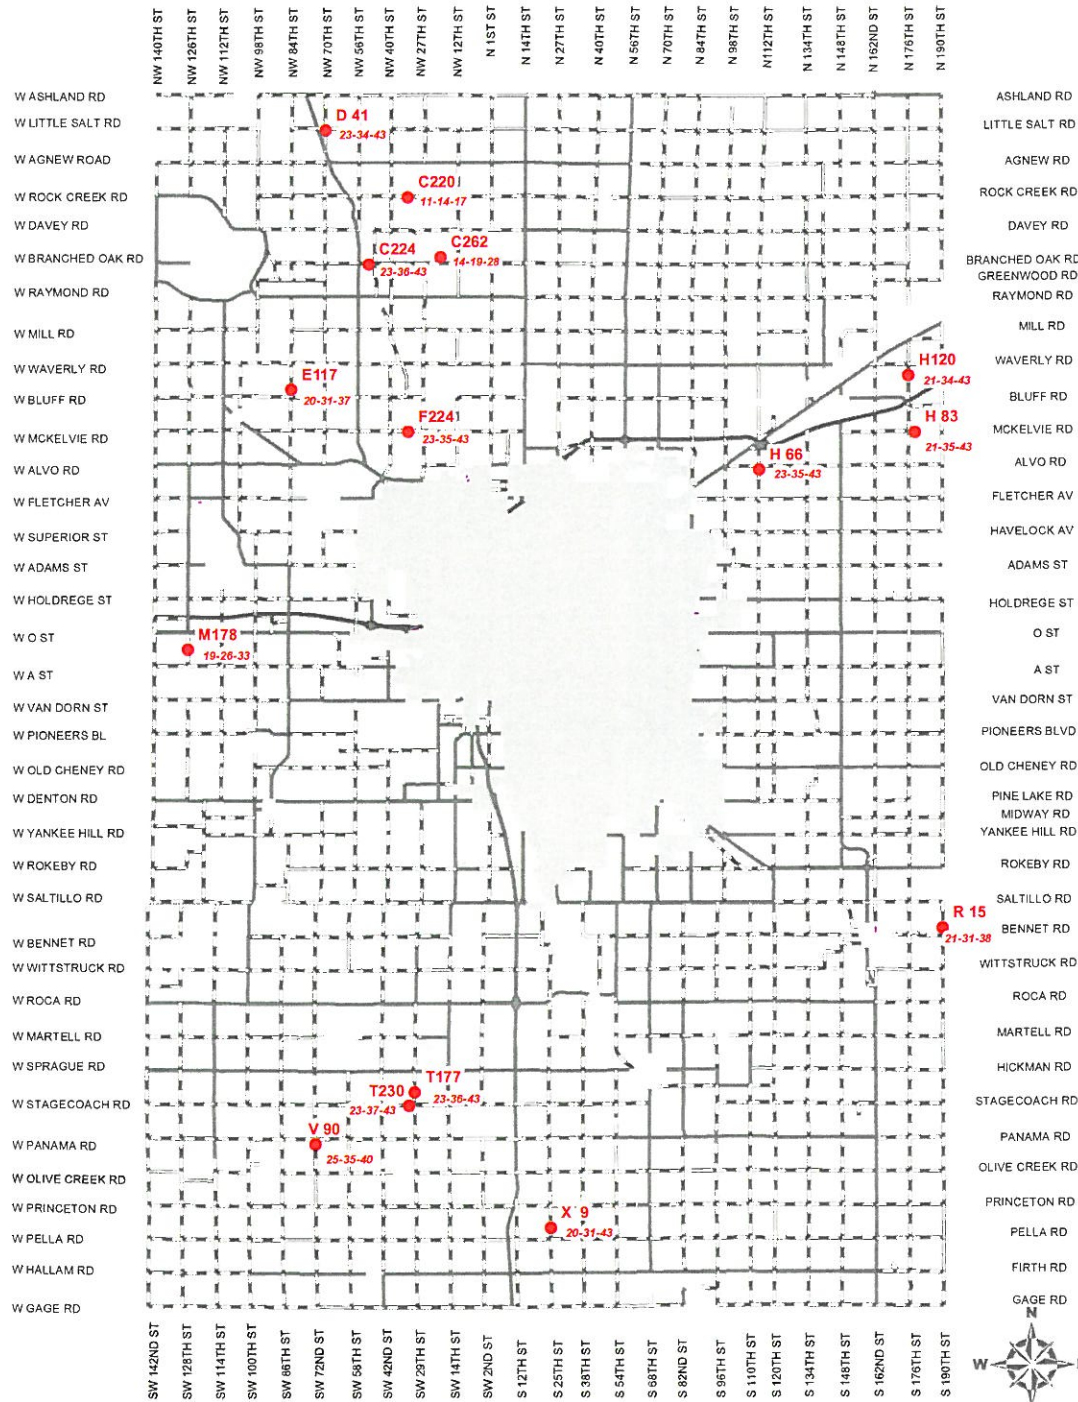 NW 140TH ST
NW 126TH ST
NW 112TH ST
NW 98TH ST
NW 84TH ST
NW 70TH ST
NW 56TH ST
NW 40TH ST
NW 27TH ST
NW 12TH ST
N 1ST ST
N 14TH ST
N 27TH ST
N 40TH ST
N 56TH ST
N 70TH ST
N 84TH ST
N 98TH ST
N112TH ST
N 134TH ST
N 148TH ST
N 162ND ST
N 176TH ST
N 190TH ST
W ASHLAND RD
W LITTLE SALT RD
W AGNEW ROAD
W ROCK CREEK RD
W DAVEY RD
W BRANCHED OAK RD
W RAYMOND RD
W MILL RD
W WAVERLY RD
W BLUFF RD
W MCKELVIE RD
W ALVO RD
W FLETCHER AV
W SUPERIOR ST
W ADAMS ST
W HOLDREGE ST
W O ST
W A ST
W VAN DORN ST
W PIONEERS BL
W OLD CHENEY RD
W DENTON RD
W YANKEE HILL RD
W ROKEBY RD
W SALTILLO RD
W BENNET RD
W WITTSTRUCK RD
W ROCA RD
W MARTELL RD
W SPRAGUE RD
W STAGECOACH RD
W PANAMA RD
W OLIVE CREEK RD
W PRINCETON RD
W PELLA RD
W HALLAM RD
W GAGE RD
D 41
23-34-43
C220
11-14-17
C224
23-36-43
C262
14-19-28
E117
20-31-37
F224
23-35-43
H120
21-34-43
H 83
21-35-43
H 66
23-35-43
M178
19-26-33
R 15
21-31-38
T177
23-36-43
T230
23-37-43
V 90
25-35-40
X 9
20-31-43
ASHLAND RD
LITTLE SALT RD
AGNEW RD
ROCK CREEK RD
DAVEY RD
BRANCHED OAK RD
GREENWOOD RD
RAYMOND RD
MILL RD
WAVERLY RD
BLUFF RD
MCKELVIE RD
ALVO RD
FLETCHER AV
HAVELOCK AV
ADAMS ST
HOLDREGE ST
O ST
A ST
VAN DORN ST
PIONEERS BLVD
OLD CHENEY RD
PINE LAKE RD
MIDWAY RD
YANKEE HILL RD
ROKEBY RD
SALTILLO RD
BENNET RD
WITTSTRUCK RD
ROCA RD
MARTELL RD
HICKMAN RD
STAGECOACH RD
PANAMA RD
OLIVE CREEK RD
PRINCETON RD
PELLA RD
FIRTH RD
GAGE RD
SW 142ND ST
SW 128TH ST
SW 114TH ST
SW 100TH ST
SW 86TH ST
SW 72ND ST
SW 58TH ST
SW 42ND ST
SW 29TH ST
SW 14TH ST
SW 2ND ST
S 12TH ST
S 25TH ST
S 38TH ST
S 54TH ST
S 68TH ST
S 82ND ST
S 96TH ST
S 110TH ST
S 120TH ST
S 134TH ST
S 148TH ST
S 162ND ST
S 176TH ST
S 190TH ST
N
W